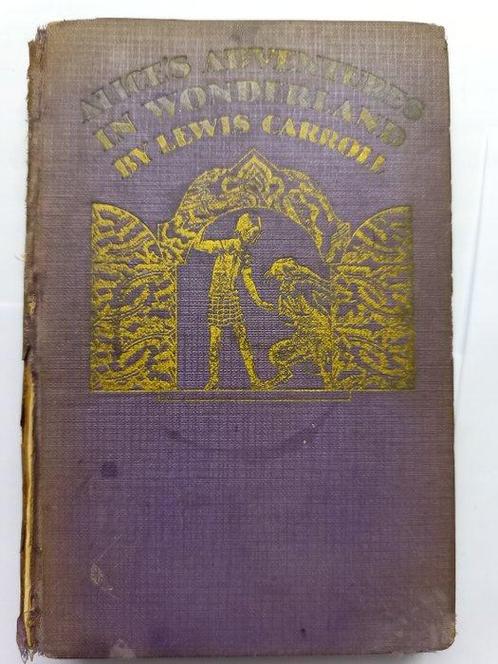 ALICE'S ADVENTURES
IN WONDERLAND
BY LEWIS CARROLL